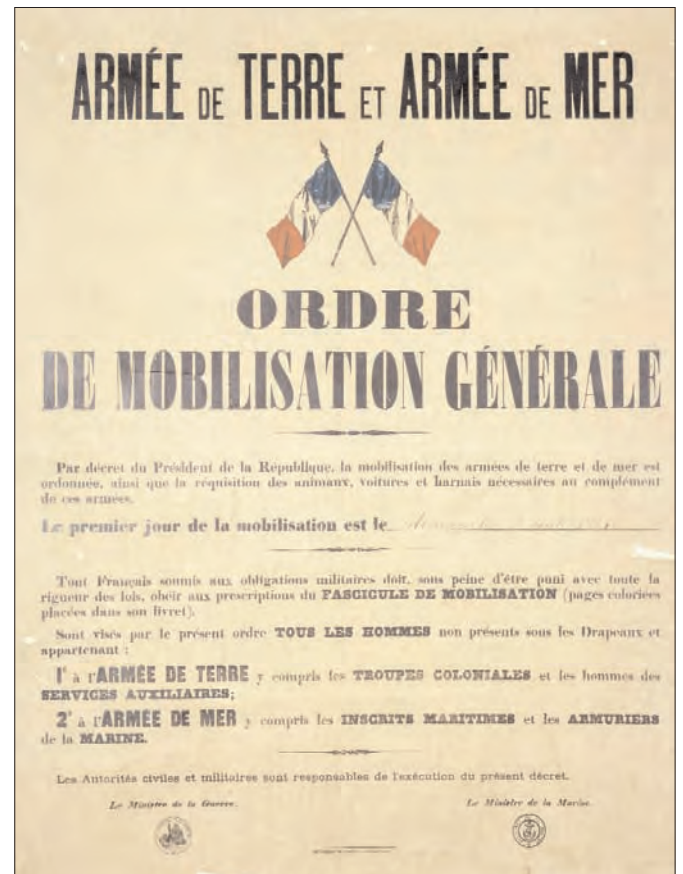 ARMÉE DE TERRE ET ARMÉE DE MER
ORDRE
DE MOBILISATION GÉNÉRALE
Par décret du Président de la République, la mobilisation des armées de terre et de mer est
ordonnée, ainsi que la réquisition des animaux, voitures et harnais nécessaires au complément
de ces armées.
Le premier jour de la mobilisation est le
Tout Français soumis aux obligations militaires doit, sous peine d'être puni avec toute la
rigueur des lois, obéir aux prescriptions du FASCICULE DE MOBILISATION (pages coloriées
placées dans son livret).
Sont visés par le présent ordre TOUS LES HOMMES non présents sous les Drapeaux et
appartenant :
1° à l'ARMÉE DE TERRE y compris les TROUPES COLONIALES et les hommes des
SERVICES AUXILIAIRES;
2° à l'ARMÉE DE MER y compris les INSCRITS MARITIMES et les ARMURIERS
de la MARINE.
Les Autorités civiles et militaires sont responsables de l'exécution du présent décret.
Le Ministre de la Guerre. Le Ministre de la Marine.